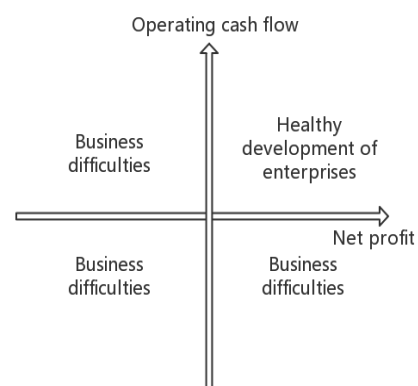 Operating cash flow
Business
difficulties
Healthy
development of
enterprises
Net profit
Business
difficulties
Business
difficulties